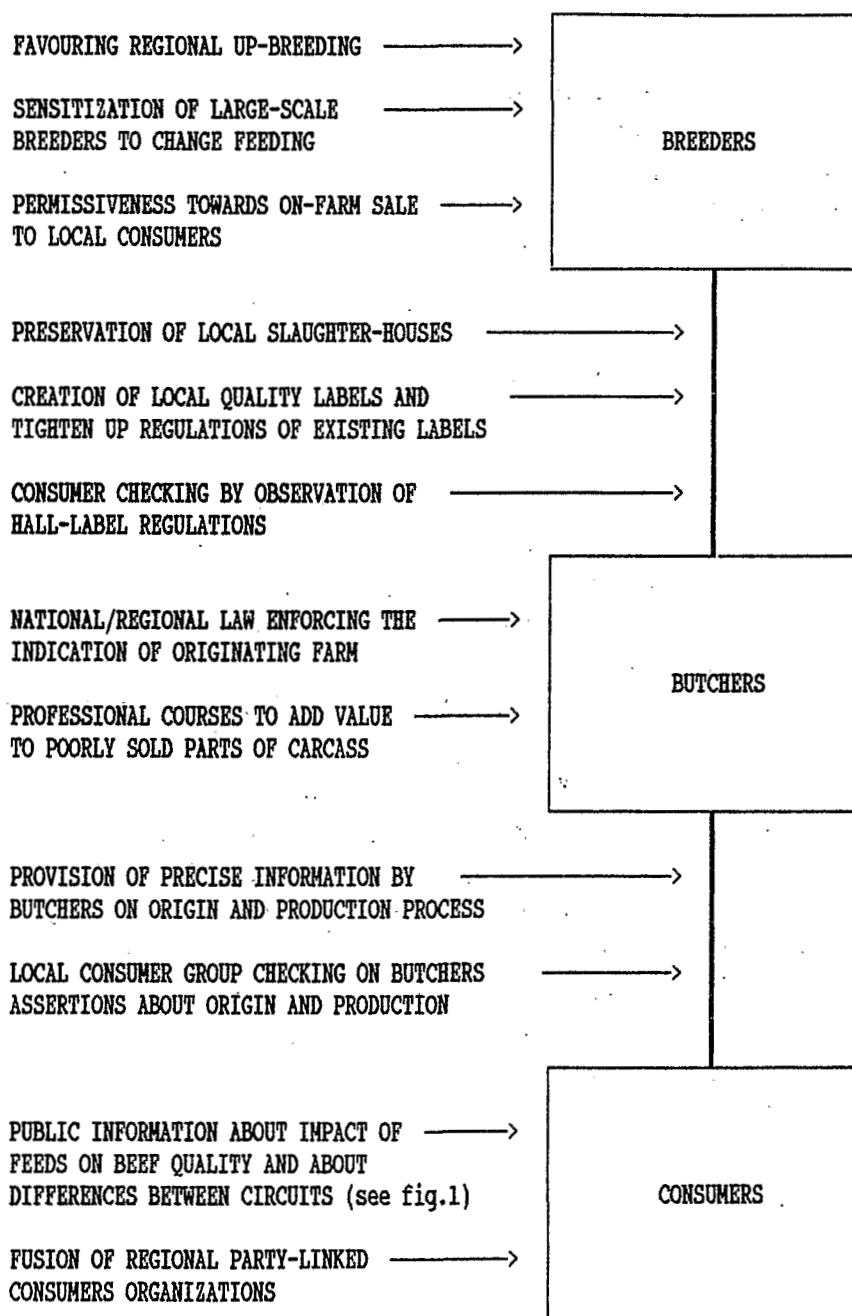 FAVOURING REGIONAL UP-BREEDING
SENSITIZATION OF LARGE-SCALE
BREEDERS TO CHANGE FEEDING
BREEDERS
PERMISSIVENESS TOWARDS ON-FARM SALE
TO LOCAL CONSUMERS
PRESERVATION OF LOCAL SLAUGHTER-HOUSES
CREATION OF LOCAL QUALITY LABELS AND
TIGHTEN UP REGULATIONS OF EXISTING LABELS
CONSUMER CHECKING BY OBSERVATION OF
HALL-LABEL REGULATIONS
NATIONAL/REGIONAL LAW ENFORCING THE
INDICATION OF ORIGINATING FARM
BUTCHERS
PROFESSIONAL COURSES TO ADD VALUE
TO POORLY SOLD PARTS OF CARCASS
PROVISION OF PRECISE INFORMATION BY
BUTCHERS ON ORIGIN AND PRODUCTION PROCESS
LOCAL CONSUMER GROUP CHECKING ON BUTCHERS
ASSERTIONS ABOUT ORIGIN AND PRODUCTION
PUBLIC INFORMATION ABOUT IMPACT OF
FEEDS ON BEEF QUALITY AND ABOUT
DIFFERENCES BETWEEN CIRCUITS (see fig.1)
CONSUMERS
FUSION OF REGIONAL PARTY-LINKED
CONSUMERS ORGANIZATIONS